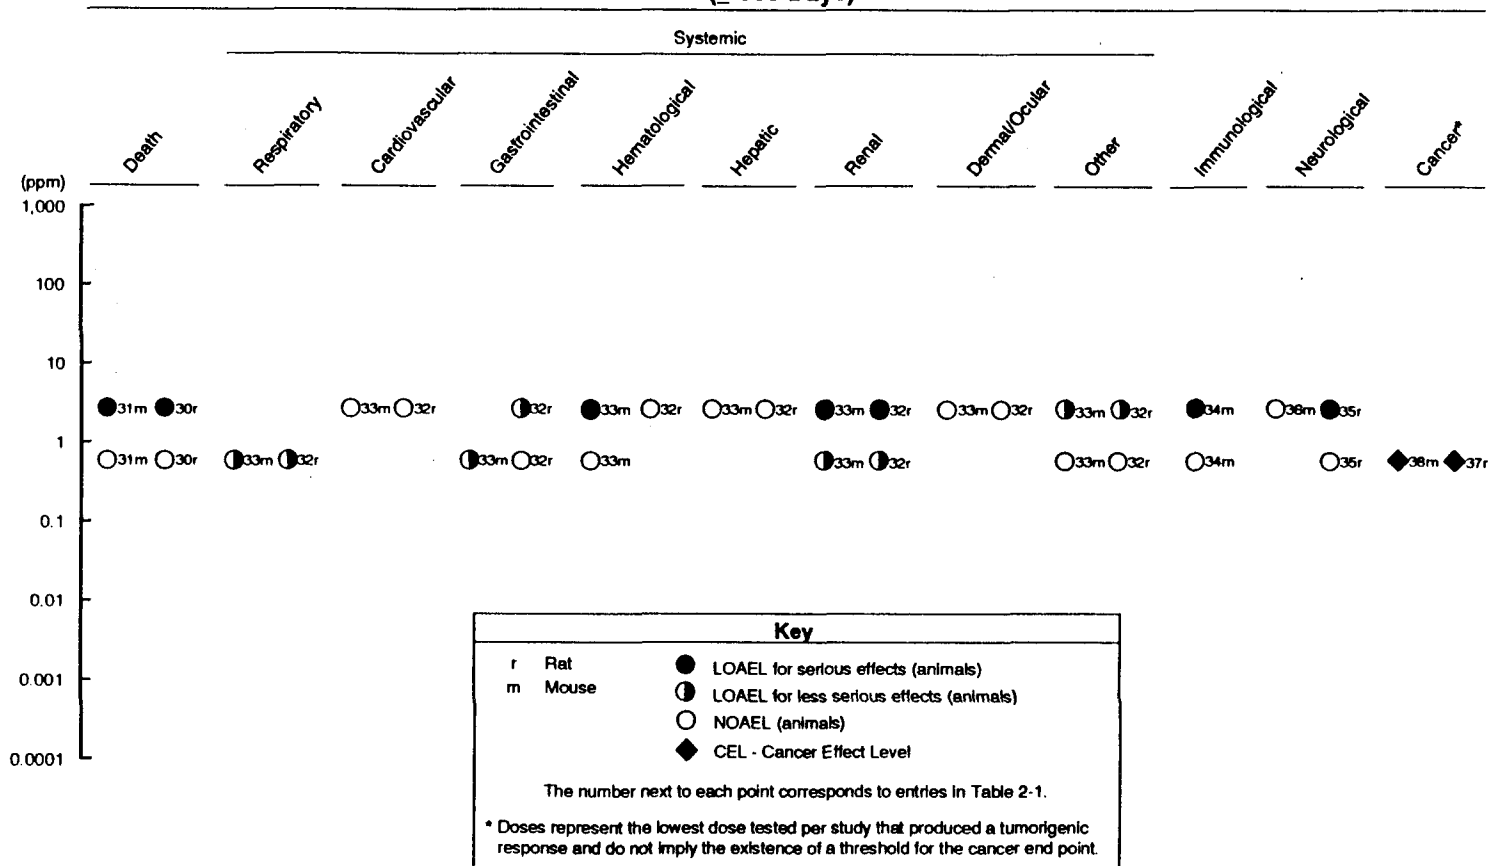 Days)
Systemic
Death
Respiratory
Cardiovascular
Gastrointestinal
Hematological
Hepatic
Renal
Dermal/Ocular
Other
Immunological
Neurological
Cancer*
(ppm)
1,000
100
10
31m 30r 33m 32r 32r 33m 32r 33m 32r 33m 32r 33m 32r 33m 32r 34m 36m 35r
1
31m 30r 33m 32r 33m 32r 33m 33m 32r 33m 32r 34m 35r 38m 37r
0.1
0.01
0.001
0.0001
Key
r Rat LOAEL for serious effects (animals)
m Mouse LOAEL for less serious effects (animals)
NOAEL (animals)
CEL - Cancer Effect Level
The number next to each point corresponds to entries in Table 2-1.
* Doses represent the lowest dose tested per study that produced a tumorigenic
response and do not imply the existence of a threshold for the cancer end point.